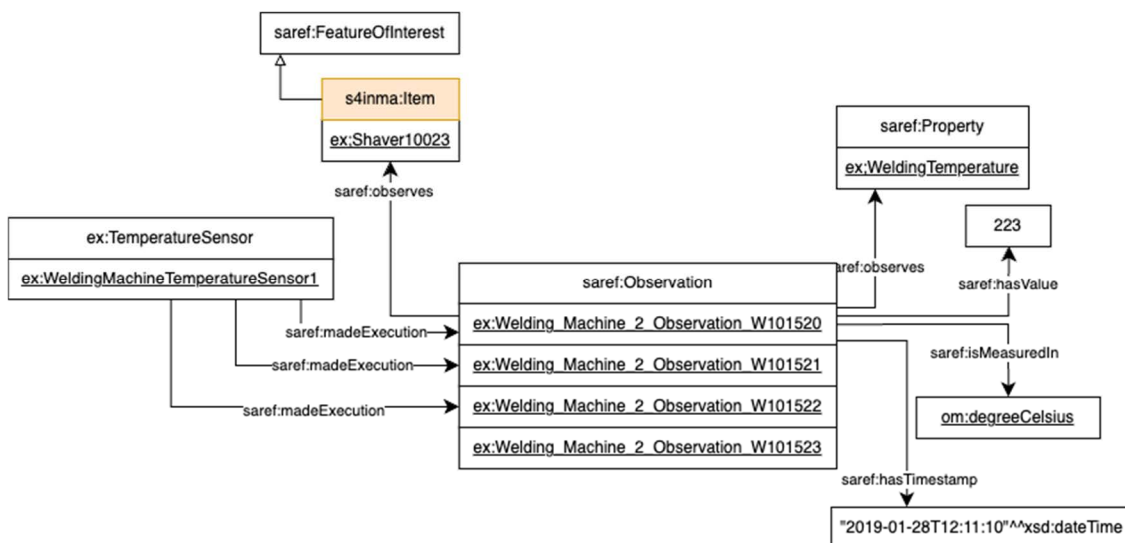 saref:FeatureOfInterest
s4inma:Item
ex;Shaver10023
saref:observes
saref:Property
ex;WeldingTemperature
ex:TemperatureSensor
ex:WeldingMachineTemperatureSensor1
223
saref:Observation
aref:observes
saref:hasValue
ex:Welding_Machine_2_Observation_W101520
saref:madeExecution
saref:isMeasuredIn
ex:Welding_Machine_2_Observation_W101521
saref:madeExecution
ex:Welding_Machine_2_Observation_W101522
saref:madeExecution
om:degreeCelsius
ex:Welding_Machine_2_Observation_W101523
saref:hasTimestamp
"2019-01-28T12:11:10"^^xsd:dateTime